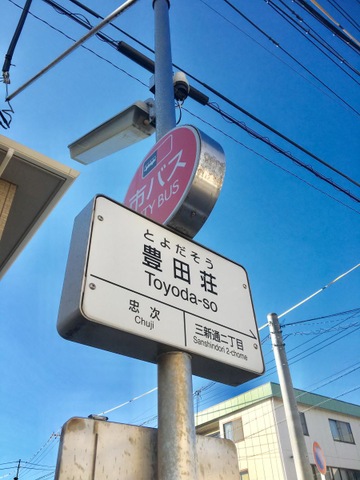 市バス
CITY BUS
とよだそう
豊田荘
Toyoda-so
忠次
Chuji
三新通二丁目
Sanshindori 2-chome